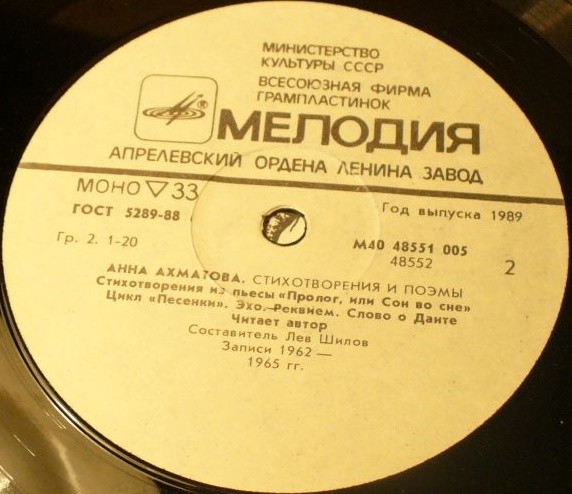 МИНИСТЕРСТВО
КУЛЬТУРЫ СССР
ВСЕСОЮЗНАЯ ФИРМА
ГРАМПЛАСТИНОК
® МЕЛОДИЯ
АПРЕЛЕВСКИЙ ОРДЕНА ЛЕНИНА ЗАВОД
МОНО ▽ 33
ГОСТ 5289-88
Год выпуска 1989
Гр. 2. 1-20
М40 48551 005
48552
2
АННА АХМАТОВА. СТИХОТВОРЕНИЯ И ПОЭМЫ
Стихотворения из пьесы «Пролог, или Сон во сне»
Цикл «Песенки». Эхо.–Реквием. Слово о Данте
Читает автор
Составитель Лев Шилов
Записи 1962 —
1965 гг.